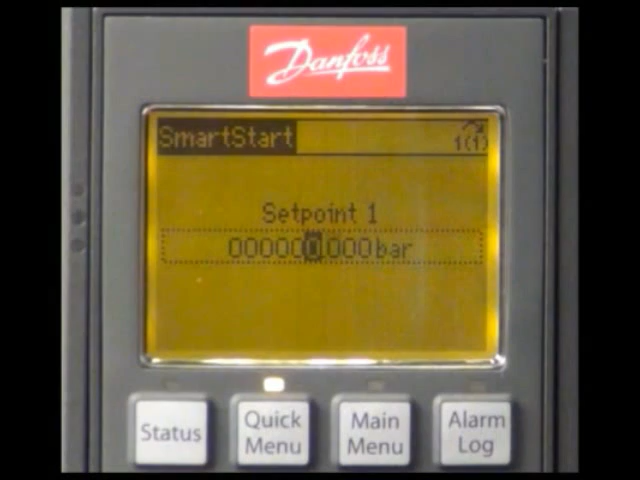 Danfoss
SmartStart 1(1)
Setpoint 1
000000.000bar
Status
Quick Menu
Main Menu
Alarm Log